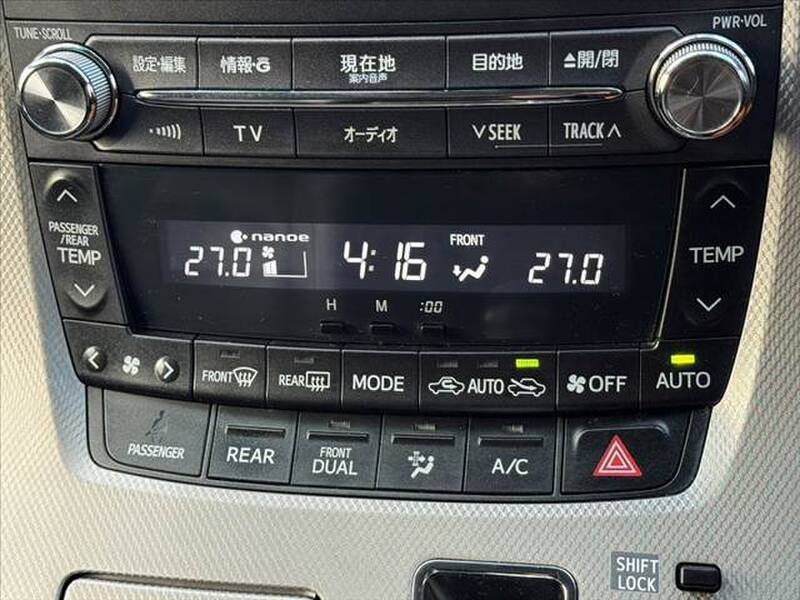 TUNE·SCROLL
PWR·VOL
設定·編集
情報·G
現在地
案内音声
目的地
⏏開/閉
TV
オーディオ
∨SEEK
TRACK∧
PASSENGER
/REAR
TEMP
nanoe
27.0
4:16
FRONT
27.0
TEMP
H
M
:00
FRONT
REAR
MODE
AUTO
OFF
AUTO
PASSENGER
REAR
FRONT
DUAL
A/C
SHIFT
LOCK